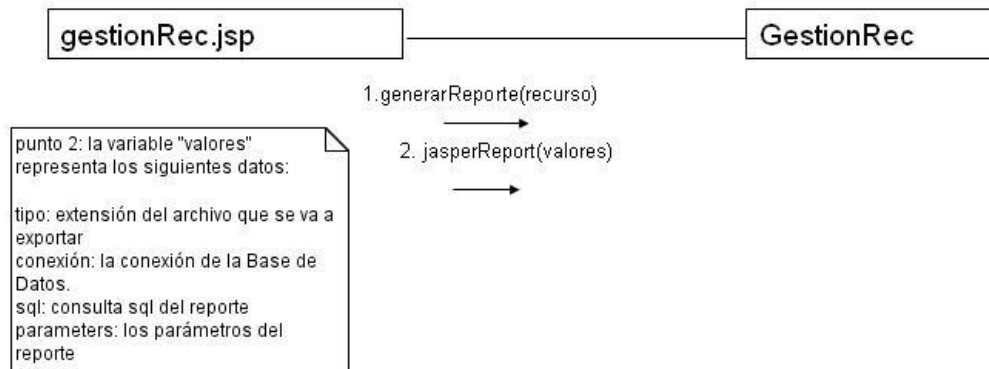 gestionRec.jsp
GestionRec
1.generarReporte(recurso)
2. jasperReport(valores)
punto 2: la variable "valores"
representa los siguientes datos:
tipo: extensión del archivo que se va a
exportar
conexión: la conexión de la Base de
Datos.
sql: consulta sql del reporte
parameters: los parámetros del
reporte